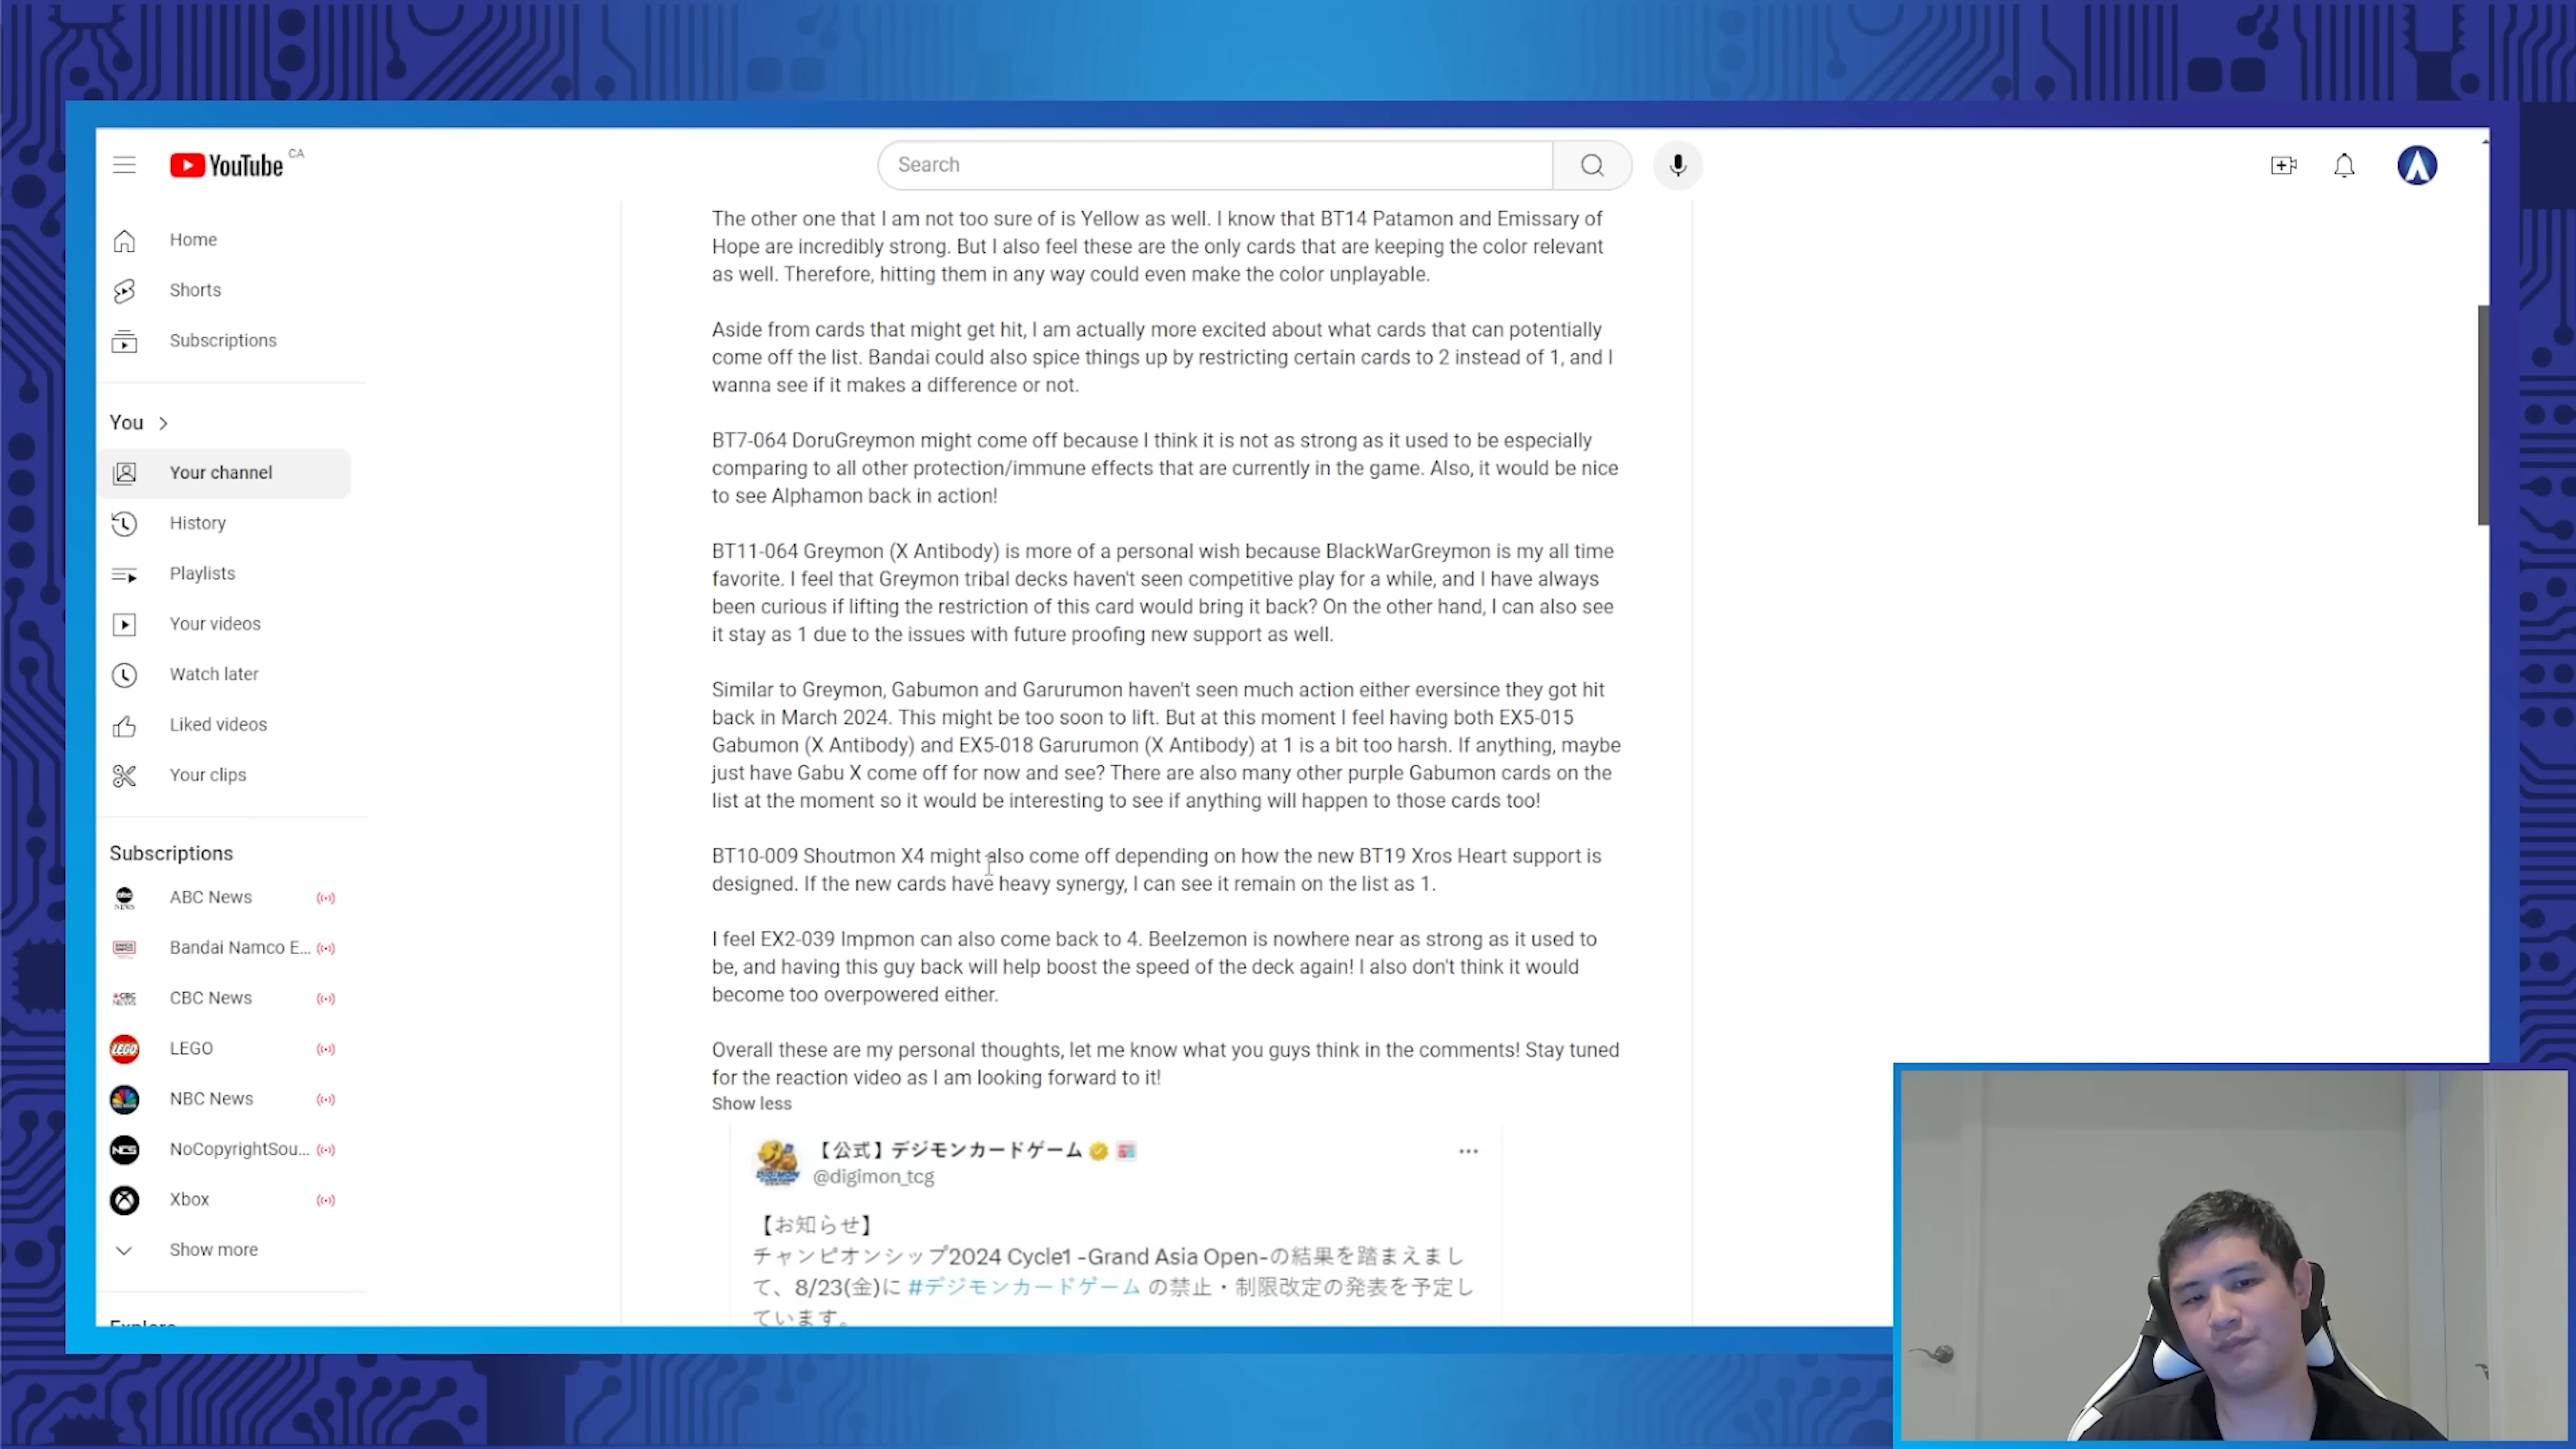 YouTube CA
Search
Home
Shorts
Subscriptions
You
Your channel
History
Playlists
Your videos
Watch later
Liked videos
Your clips
Subscriptions
ABC News
Bandai Namco E...
CBC News
LEGO
NBC News
NoCopyrightSou...
Xbox
Show more
Explore
The other one that I am not too sure of is Yellow as well. I know that BT14 Patamon and Emissary of
Hope are incredibly strong. But I also feel these are the only cards that are keeping the color relevant
as well. Therefore, hitting them in any way could even make the color unplayable.
Aside from cards that might get hit, I am actually more excited about what cards that can potentially
come off the list. Bandai could also spice things up by restricting certain cards to 2 instead of 1, and I
wanna see if it makes a difference or not.
BT7-064 DoruGreymon might come off because I think it is not as strong as it used to be especially
comparing to all other protection/immune effects that are currently in the game. Also, it would be nice
to see Alphamon back in action!
BT11-064 Greymon (X Antibody) is more of a personal wish because BlackWarGreymon is my all time
favorite. I feel that Greymon tribal decks haven't seen competitive play for a while, and I have always
been curious if lifting the restriction of this card would bring it back? On the other hand, I can also see
it stay as 1 due to the issues with future proofing new support as well.
Similar to Greymon, Gabumon and Garurumon haven't seen much action either eversince they got hit
back in March 2024. This might be too soon to lift. But at this moment I feel having both EX5-015
Gabumon (X Antibody) and EX5-018 Garurumon (X Antibody) at 1 is a bit too harsh. If anything, maybe
just have Gabu X come off for now and see? There are also many other purple Gabumon cards on the
list at the moment so it would be interesting to see if anything will happen to those cards too!
BT10-009 Shoutmon X4 might also come off depending on how the new BT19 Xros Heart support is
designed. If the new cards have heavy synergy, I can see it remain on the list as 1.
I feel EX2-039 Impmon can also come back to 4. Beelzemon is nowhere near as strong as it used to
be, and having this guy back will help boost the speed of the deck again! I also don't think it would
become too overpowered either.
Overall these are my personal thoughts, let me know what you guys think in the comments! Stay tuned
for the reaction video as I am looking forward to it!
Show less
【公式】デジモンカードゲーム
@digimon_tcg
【お知らせ】
チャンピオンシップ2024 Cycle1 -Grand Asia Open-の結果を踏まえまし
て、8/23(金)に #デジモンカードゲーム の禁止・制限改定の発表を予定し
ています。